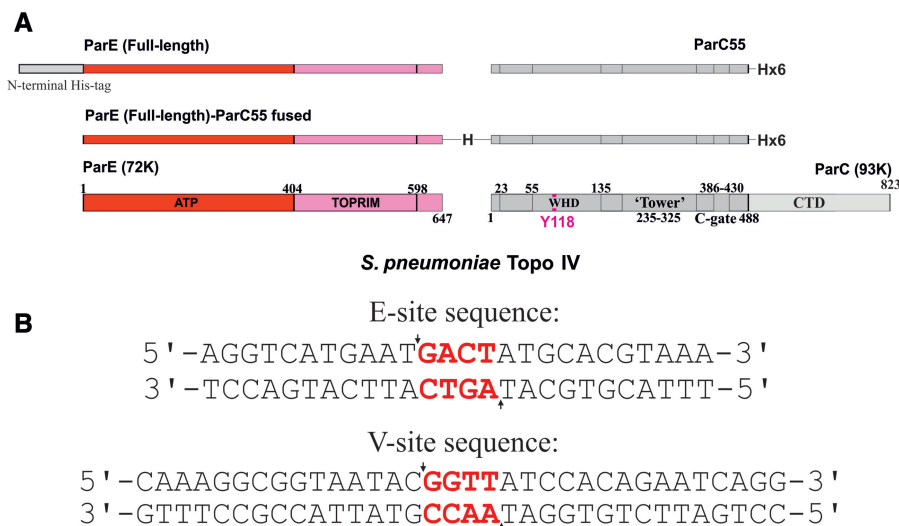 A
ParE (Full-length) ParC55
Hx6
N-terminal His-tag
ParE (Full-length)-ParC55 fused
H Hx6
ParE (72K) ParC (93K)
1 404 598 23 55 135 386-430 823
ATP TOPRIM WHD 'Tower' CTD
647 1 Y118 235-325 C-gate 488
S. pneumoniae Topo IV
B
E-site sequence:
5'-AGGTCATGAATGACTATGCACGTAAA-3'
3'-TCCAGTACTTACTGATACGTGCATTT-5'
V-site sequence:
5'-CAAAGGCGGTAATACGGTTATCCACAGAATCAGG-3'
3'-GTTTCCGCCATTATGCCAATAGGTGTCTTAGTCC-5'